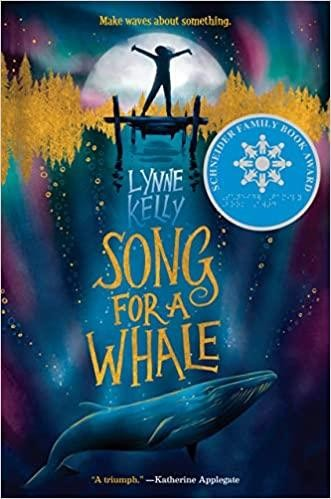 Make waves about something.
LYNNE
KELLY
SCHNEIDER FAMILY BOOK AWARD
SONG
FOR A
WHALE
"A triumph." —Katherine Applegate